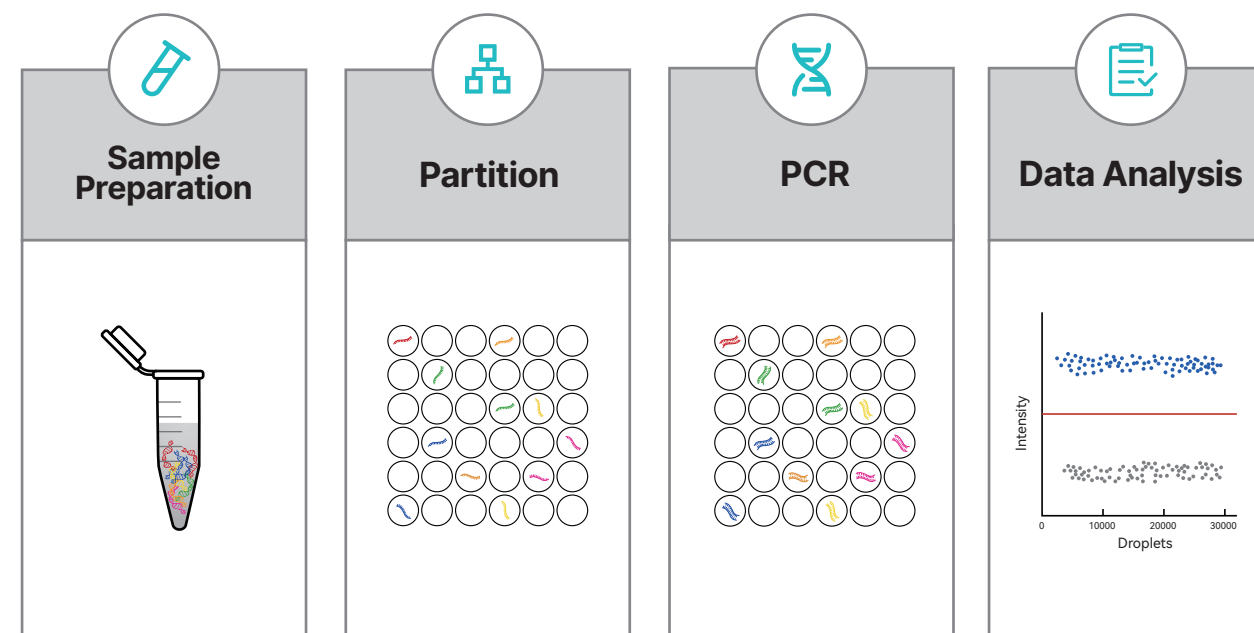 Sample
Preparation
Partition
PCR
Data Analysis
Intensity
0 10000 20000 30000
Droplets